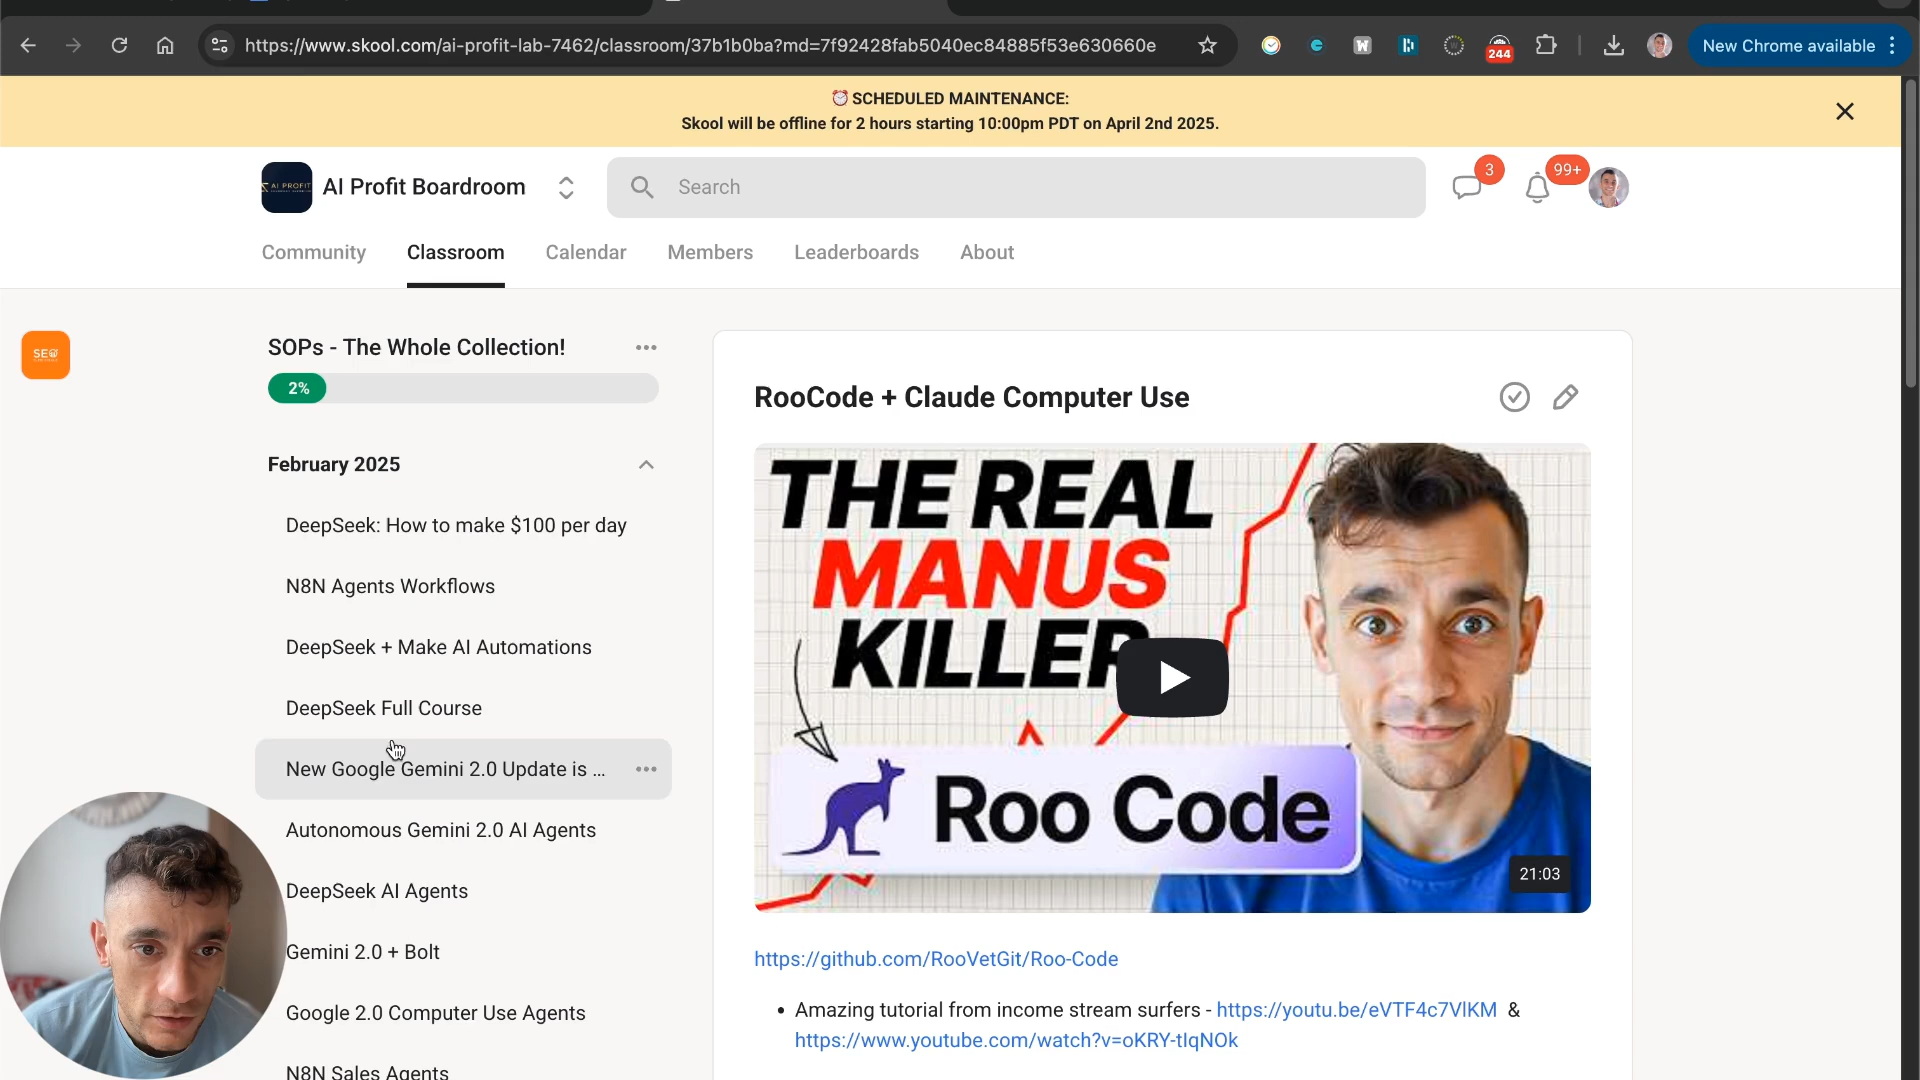 https://www.skool.com/ai-profit-lab-7462/classroom/37b1b0ba?md=7f92428fab5040ec84885f53e630660e
244
New Chrome available
SCHEDULED MAINTENANCE:
Skool will be offline for 2 hours starting 10:00pm PDT on April 2nd 2025.
AI PROFIT
AI Profit Boardroom
Search
3
99+
Community
Classroom
Calendar
Members
Leaderboards
About
SEO
SOPs - The Whole Collection!
2%
February 2025
DeepSeek: How to make $100 per day
N8N Agents Workflows
DeepSeek + Make AI Automations
DeepSeek Full Course
New Google Gemini 2.0 Update is ...
Autonomous Gemini 2.0 AI Agents
DeepSeek AI Agents
Gemini 2.0 + Bolt
Google 2.0 Computer Use Agents
N8N Sales Agents
RooCode + Claude Computer Use
THE REAL
MANUS
KILLER
Roo Code
21:03
https://github.com/RooVetGit/Roo-Code
• Amazing tutorial from income stream surfers - https://youtu.be/eVTF4c7VlKM &
https://www.youtube.com/watch?v=oKRY-tIqNOk